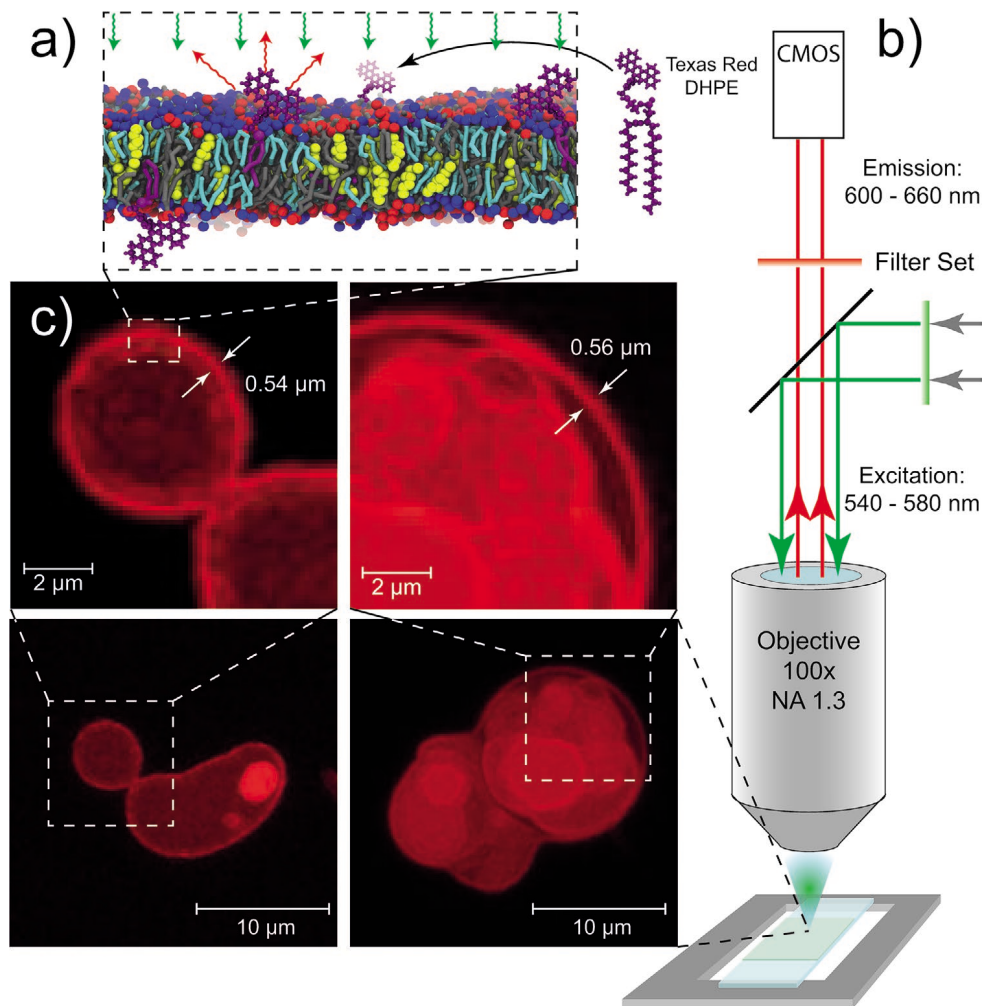 a)
Texas Red
DHPE
b)
CMOS
Emission:
600 - 660 nm
Filter Set
Excitation:
540 - 580 nm
Objective
100x
NA 1.3
c)
0.54 µm
2 µm
0.56 µm
2 µm
10 µm
10 µm